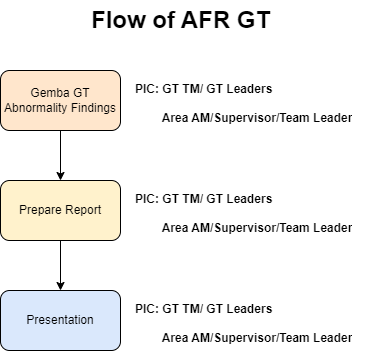 Flow of AFR GT
Gemba GT
Abnormality Findings
PIC: GT TM/ GT Leaders
Area AM/Supervisor/Team Leader
Prepare Report
PIC: GT TM/ GT Leaders
Area AM/Supervisor/Team Leader
Presentation
PIC: GT TM/ GT Leaders
Area AM/Supervisor/Team Leader